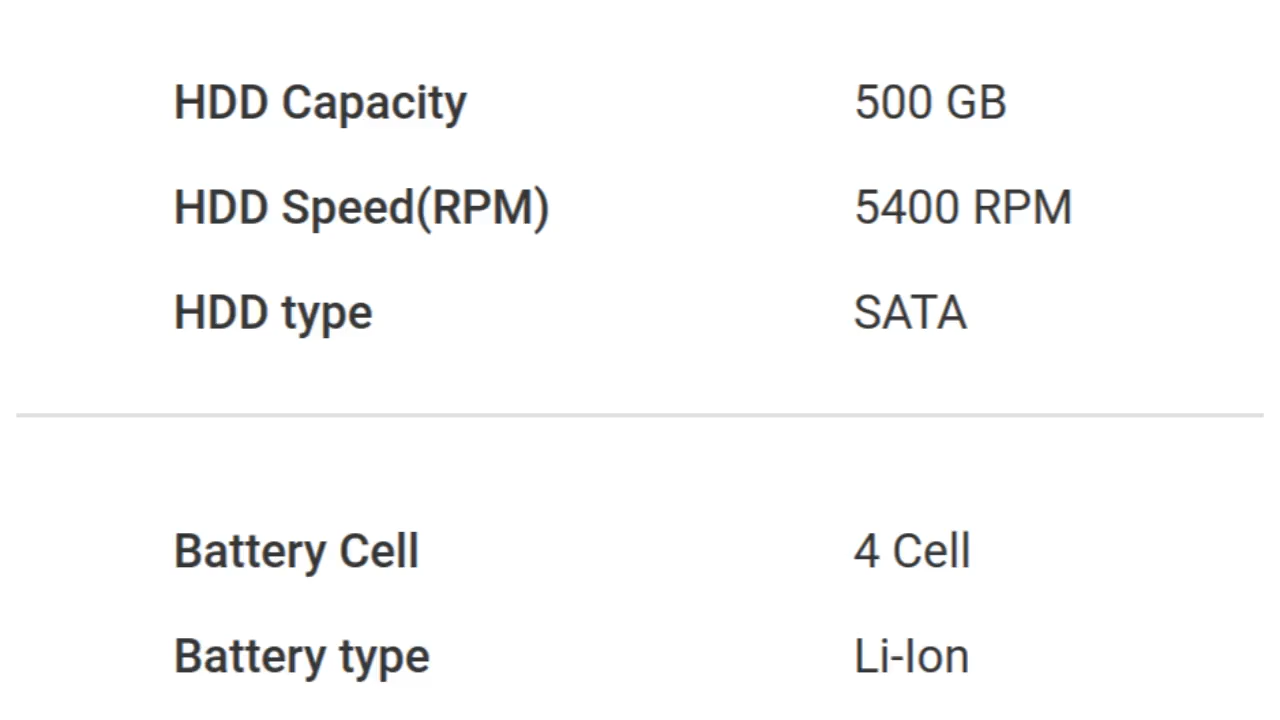 HDD Capacity 500 GB
HDD Speed(RPM) 5400 RPM
HDD type SATA
Battery Cell 4 Cell
Battery type Li-Ion